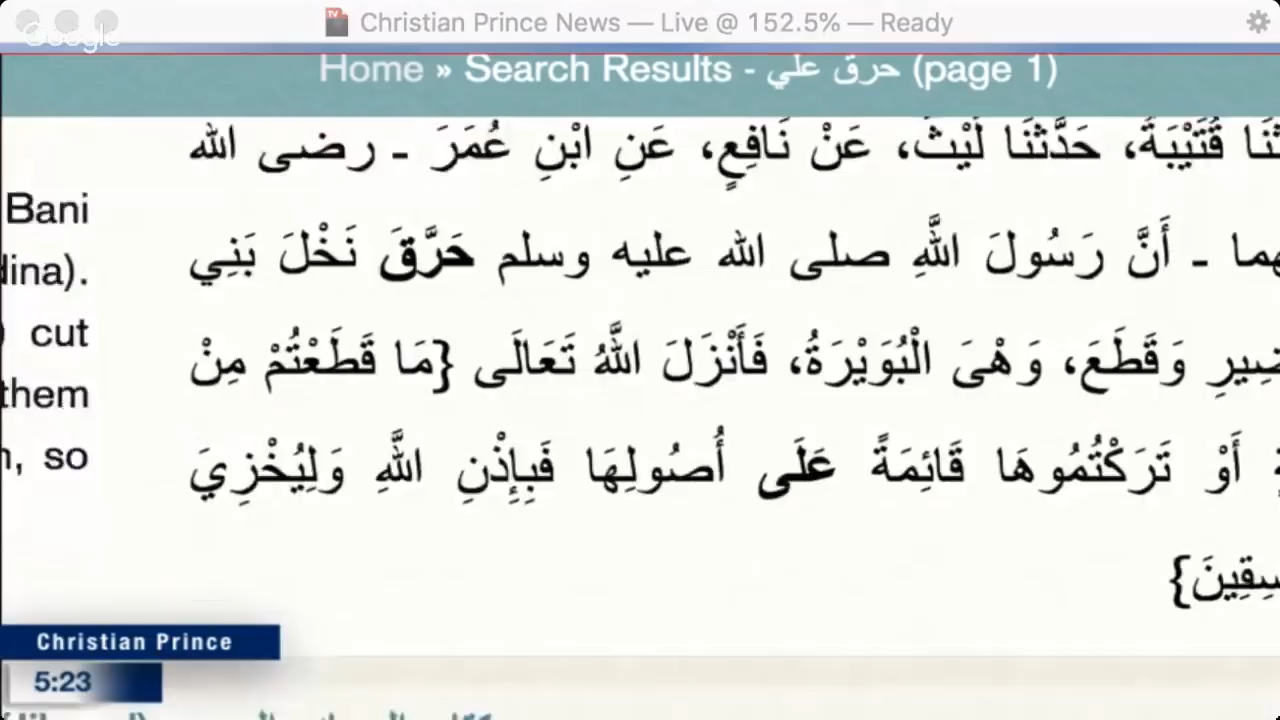 Christian Prince News — Live @ 152.5% — Ready
Google
Home » Search Results - حرق علي (page 1)
قُتَيْبَةُ، حَدَّثَنَا لَيْثٌ، عَنْ نَافِعٍ، عَنِ ابْنِ عُمَرَ ـ رضى الله
ـ أَنَّ رَسُولَ اللَّهِ صلى الله عليه وسلم حَرَّقَ نَخْلَ بَنِي
وَقَطَعَ، وَهْىَ الْبُوَيْرَةُ، فَأَنْزَلَ اللَّهُ تَعَالَى {مَا قَطَعْتُمْ مِنْ
أَوْ تَرَكْتُمُوهَا قَائِمَةً عَلَى أُصُولِهَا فَبِإِذْنِ اللَّهِ وَلِيُخْزِيَ
Bani
dina).
cut
them
so
Christian Prince
5:23